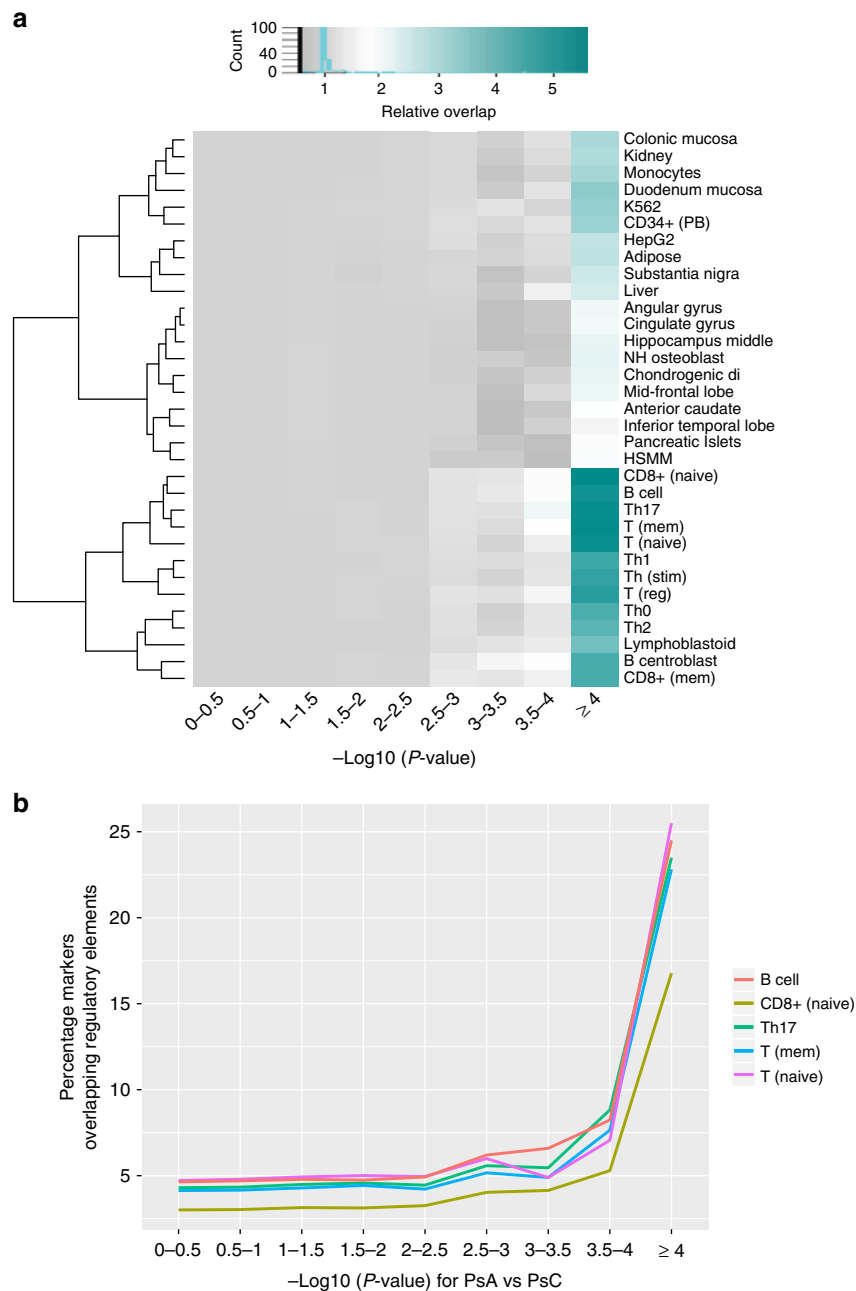 a
Count
100
40
0
1 2 3 4 5
Relative overlap
Colonic mucosa
Kidney
Monocytes
Duodenum mucosa
K562
CD34+ (PB)
HepG2
Adipose
Substantia nigra
Liver
Angular gyrus
Cingulate gyrus
Hippocampus middle
NH osteoblast
Chondrogenic di
Mid-frontal lobe
Anterior caudate
Inferior temporal lobe
Pancreatic Islets
HSMM
CD8+ (naive)
B cell
Th17
T (mem)
T (naive)
Th1
Th (stim)
T (reg)
Th0
Th2
Lymphoblastoid
B centroblast
CD8+ (mem)
0–0.5 0.5–1 1–1.5 1.5–2 2–2.5 2.5–3 3–3.5 3.5–4 ≥ 4
–Log10 (P-value)
b
Percentage markers
overlapping regulatory elements
25
20
15
10
5
0–0.5 0.5–1 1–1.5 1.5–2 2–2.5 2.5–3 3–3.5 3.5–4 ≥ 4
–Log10 (P-value) for PsA vs PsC
B cell
CD8+ (naive)
Th17
T (mem)
T (naive)